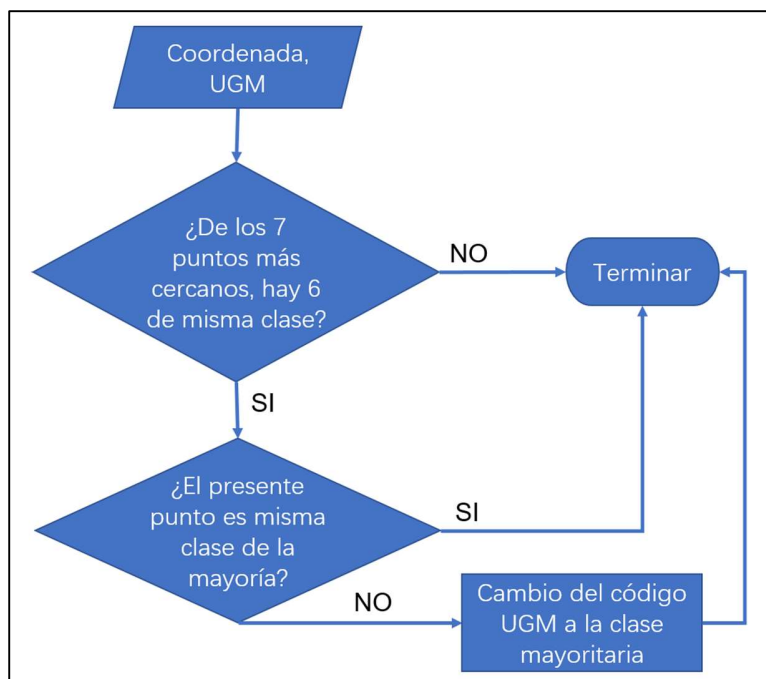 Coordenada,
UGM
¿De los 7
puntos más
cercanos, hay 6
de misma clase?
NO
Terminar
SI
¿El presente
punto es misma
clase de la
mayoría?
SI
NO
Cambio del código
UGM a la clase
mayoritaria